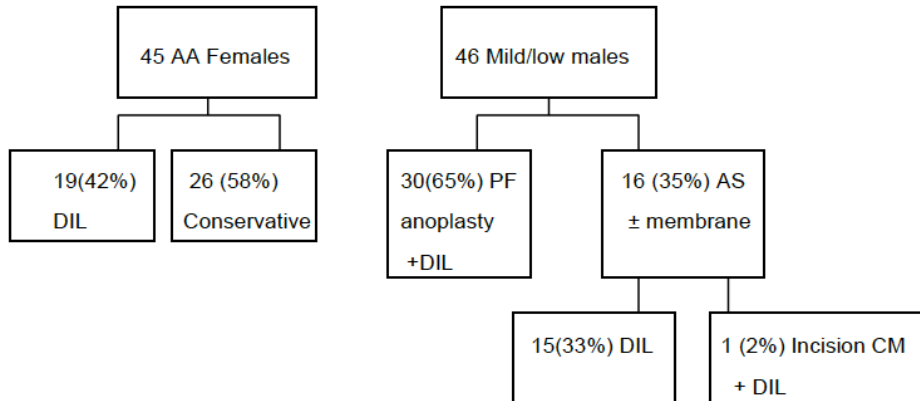 45 AA Females
46 Mild/low males
19(42%)
DIL
26 (58%)
Conservative
30(65%) PF
anoplasty
+DIL
16 (35%) AS
± membrane
15(33%) DIL
1 (2%) Incision CM
+ DIL